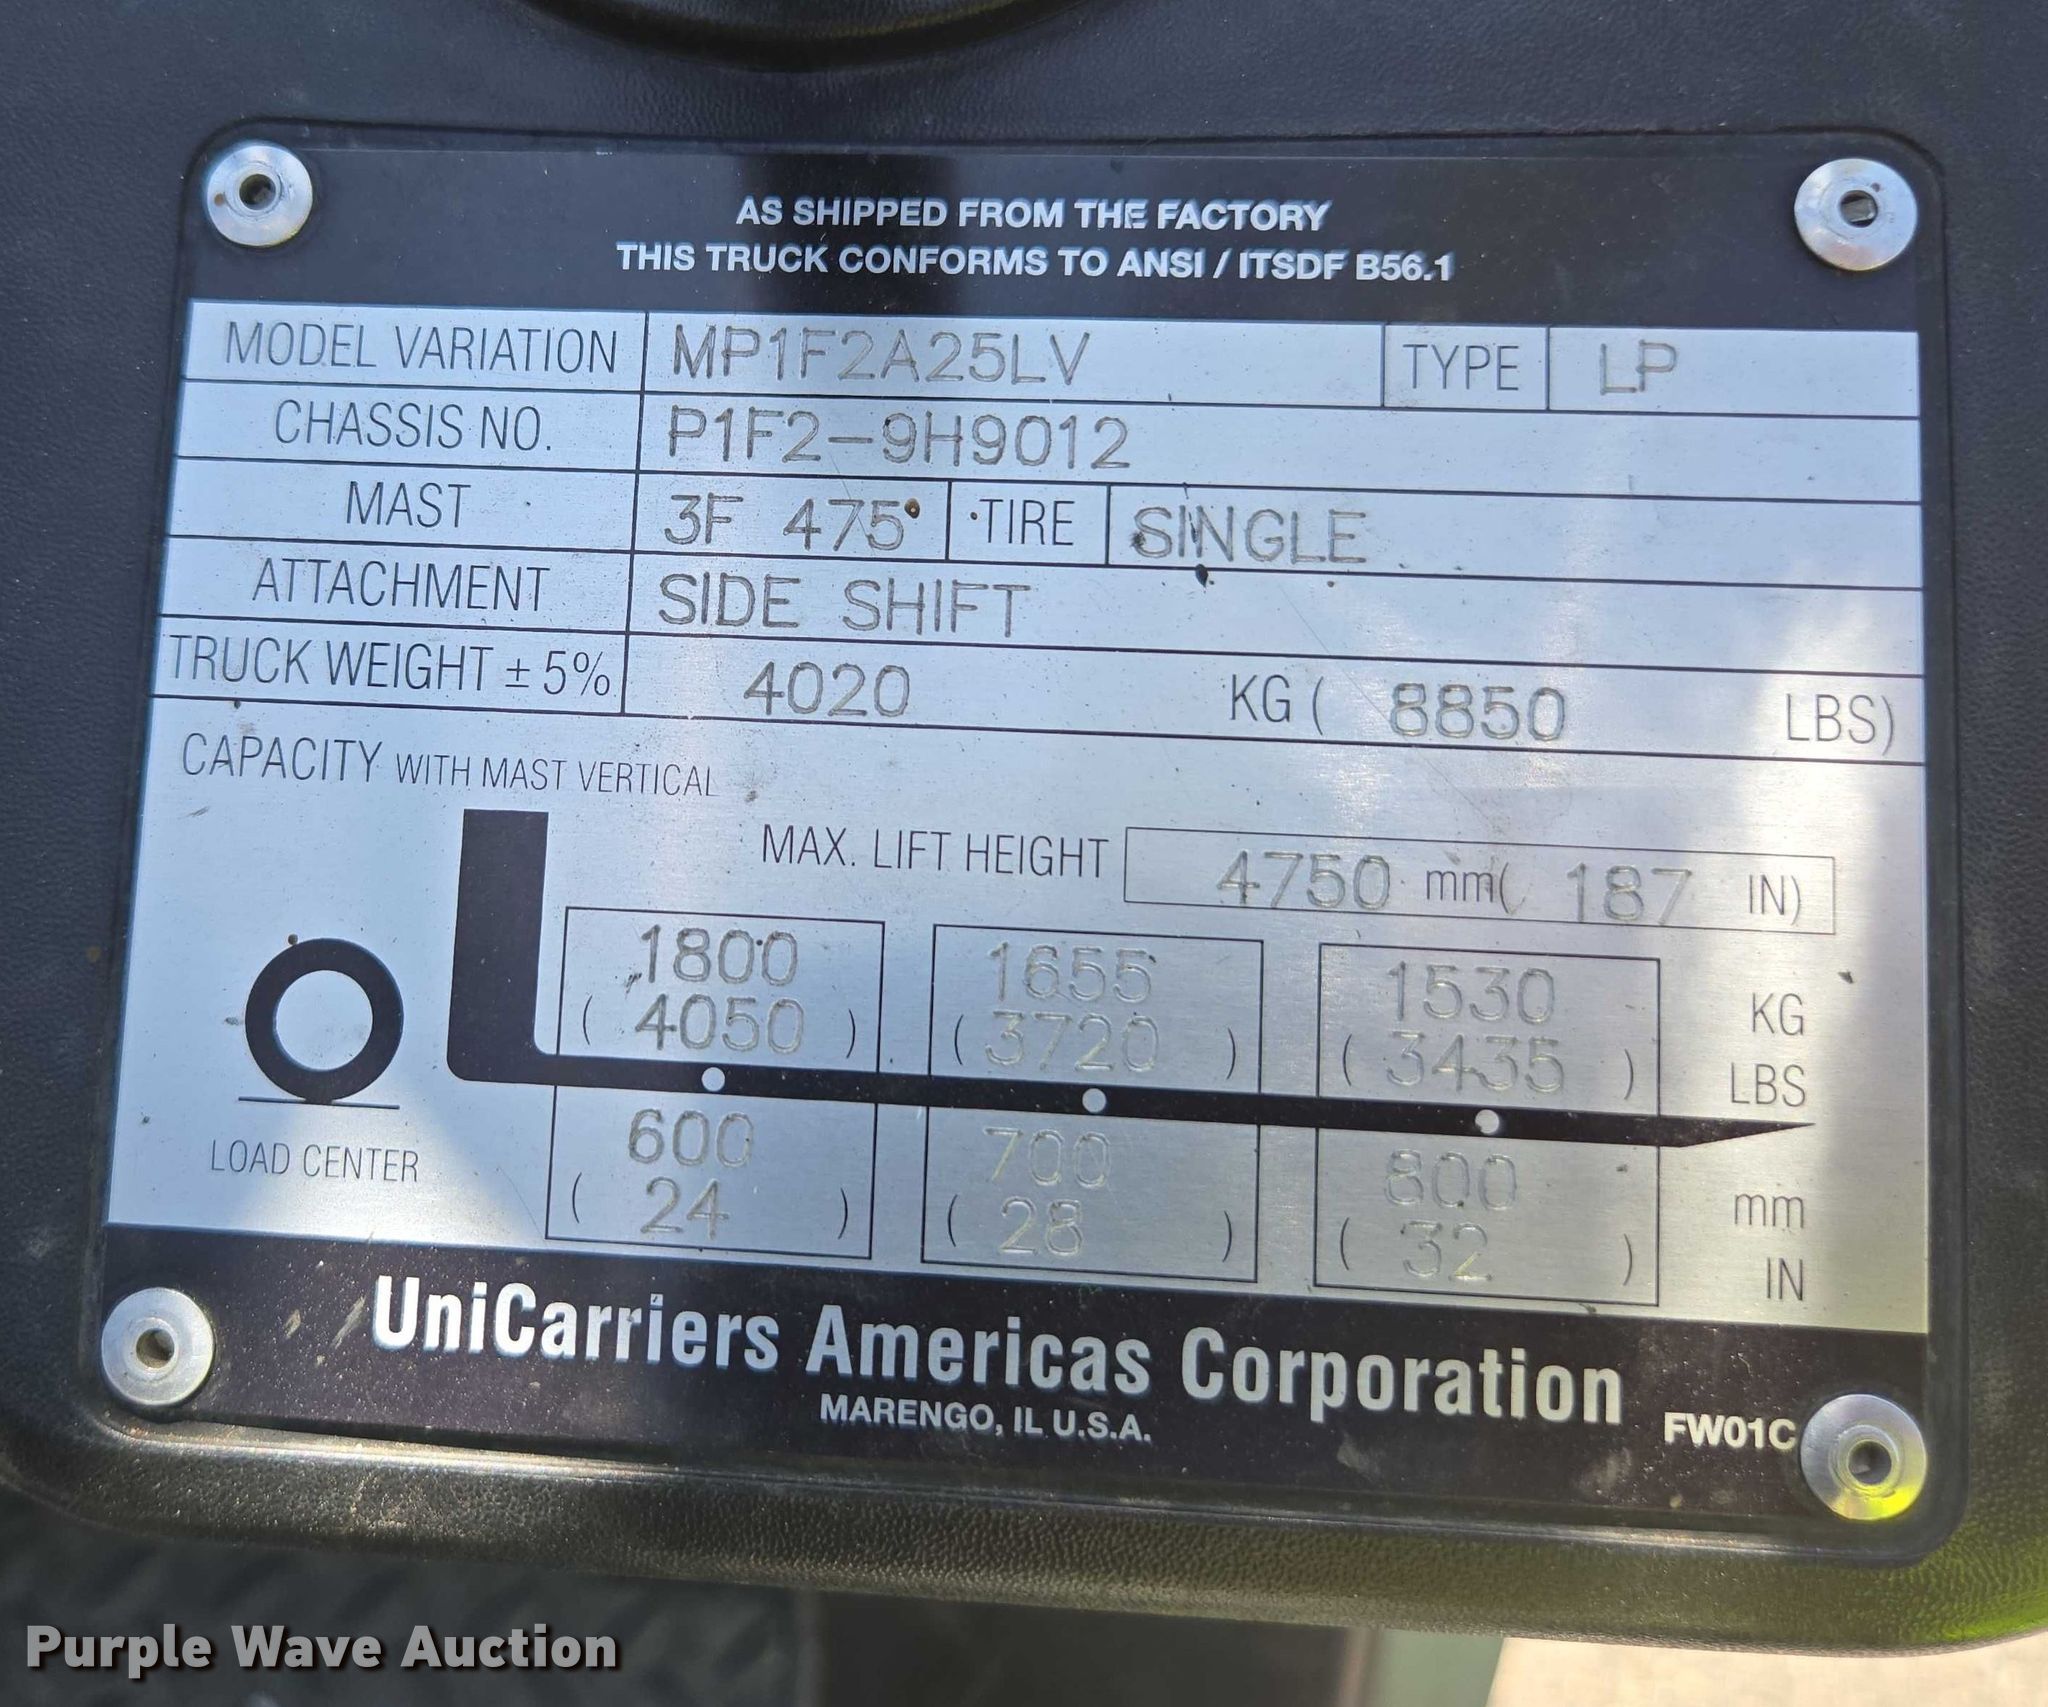 AS SHIPPED FROM THE FACTORY
THIS TRUCK CONFORMS TO ANSI / ITSDF B56.1
MODEL VARIATION MP1F2A25LV TYPE LP
CHASSIS NO. P1F2-9H9012
MAST 3F 475 TIRE SINGLE
ATTACHMENT SIDE SHIFT
TRUCK WEIGHT ± 5% 4020 KG ( 8850 LBS)
CAPACITY WITH MAST VERTICAL
MAX. LIFT HEIGHT 4750 mm( 187 IN)
1800 1655 1530 KG
( 4050 ) ( 3720 ) ( 3435 ) LBS
600 700 800 mm
LOAD CENTER
( 24 ) ( 28 ) ( 32 ) IN
UniCarriers Americas Corporation
MARENGO, IL U.S.A. FW01C
Purple Wave Auction